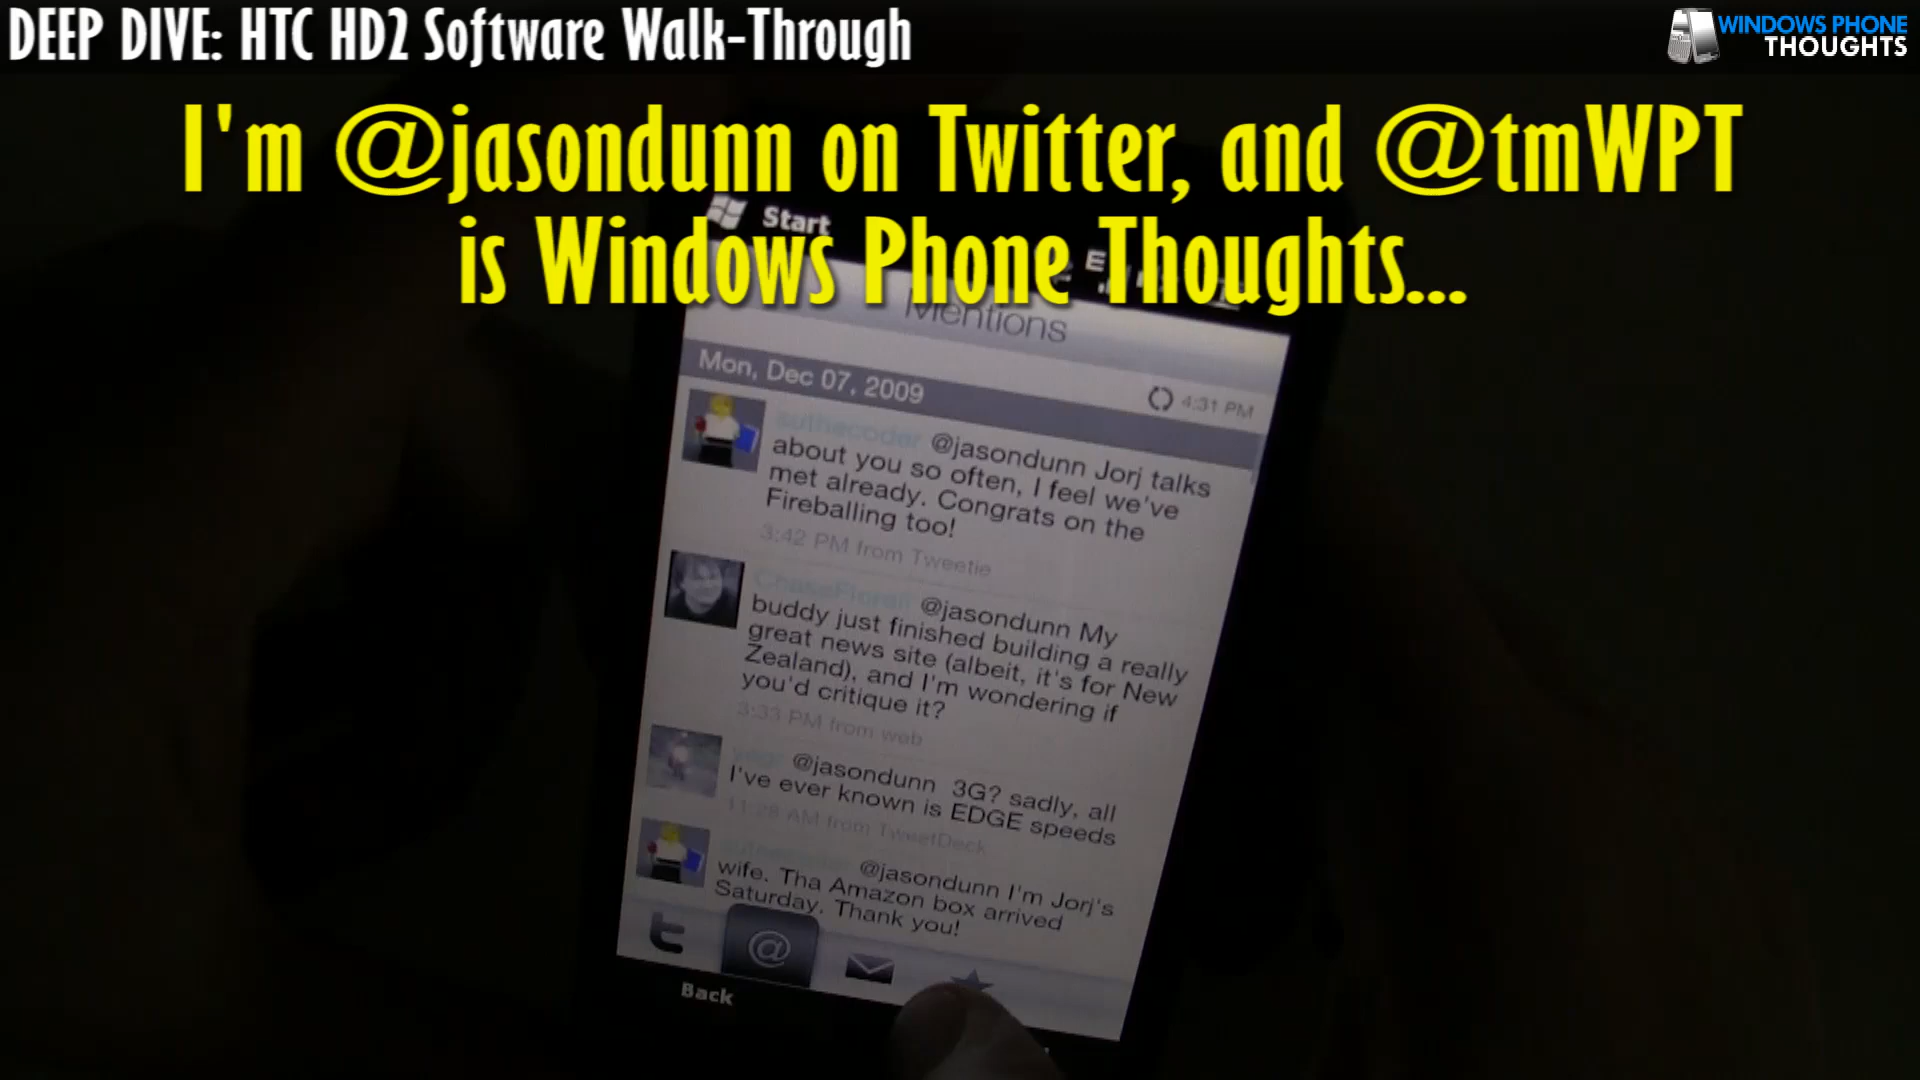 DEEP DIVE: HTC HD2 Software Walk-Through
WINDOWS PHONE
THOUGHTS
I'm @jasondunn on Twitter, and @tmWPT
is Windows Phone Thoughts...
Start
E
Mentions
Mon, Dec 07, 2009
4:31 PM
@jasondunn Jorj talks
about you so often, I feel we've
met already. Congrats on the
Fireballing too!
3:42 PM from Tweetie
@jasondunn My
buddy just finished building a really
great news site (albeit, it's for New
Zealand), and I'm wondering if
you'd critique it?
3:33 PM from web
@jasondunn 3G? sadly, all
I've ever known is EDGE speeds
11:28 AM from TweetDeck
@jasondunn I'm Jorj's
wife. Tha Amazon box arrived
Saturday. Thank you!
t
@
Back